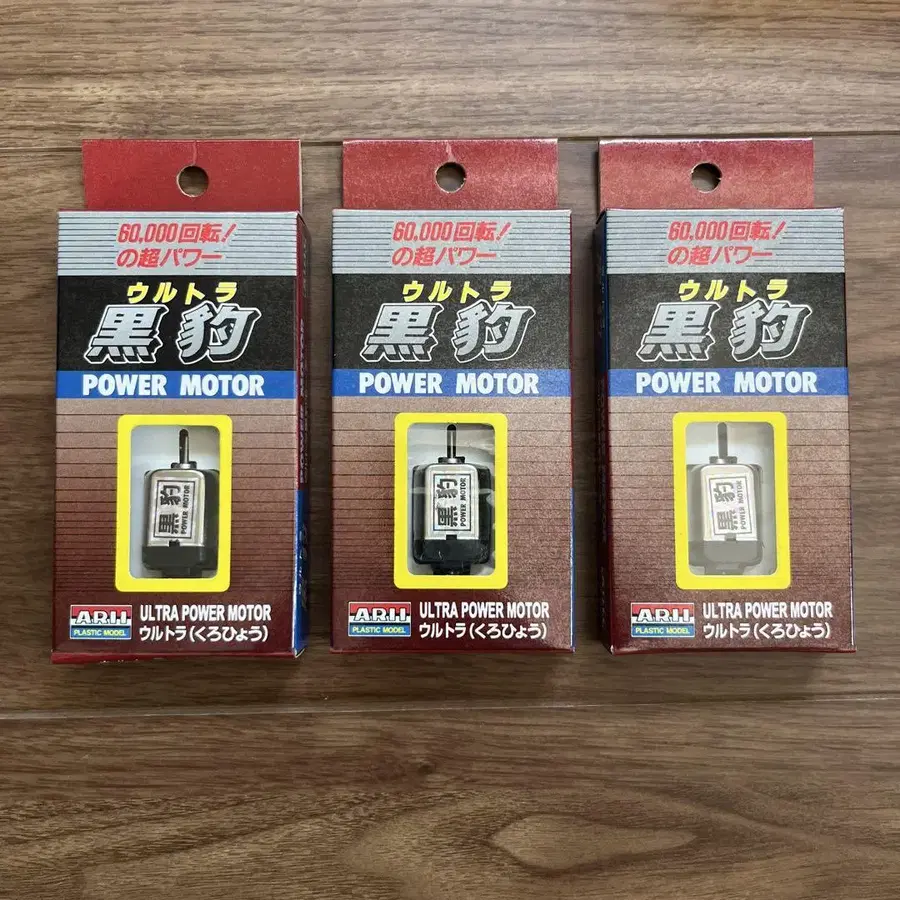 60,000回転!
の超パワー
ウルトラ
黒豹
POWER MOTOR
黒豹
POWER MOTOR
ARII
PLASTIC MODEL
ULTRA POWER MOTOR
ウルトラ(くろひょう)
60,000回転!
の超パワー
ウルトラ
黒豹
POWER MOTOR
黒豹
POWER MOTOR
ARII
PLASTIC MODEL
ULTRA POWER MOTOR
ウルトラ(くろひょう)
60,000回転!
の超パワー
ウルトラ
黒豹
POWER MOTOR
黒豹
POWER MOTOR
ARII
PLASTIC MODEL
ULTRA POWER MOTOR
ウルトラ(くろひょう)